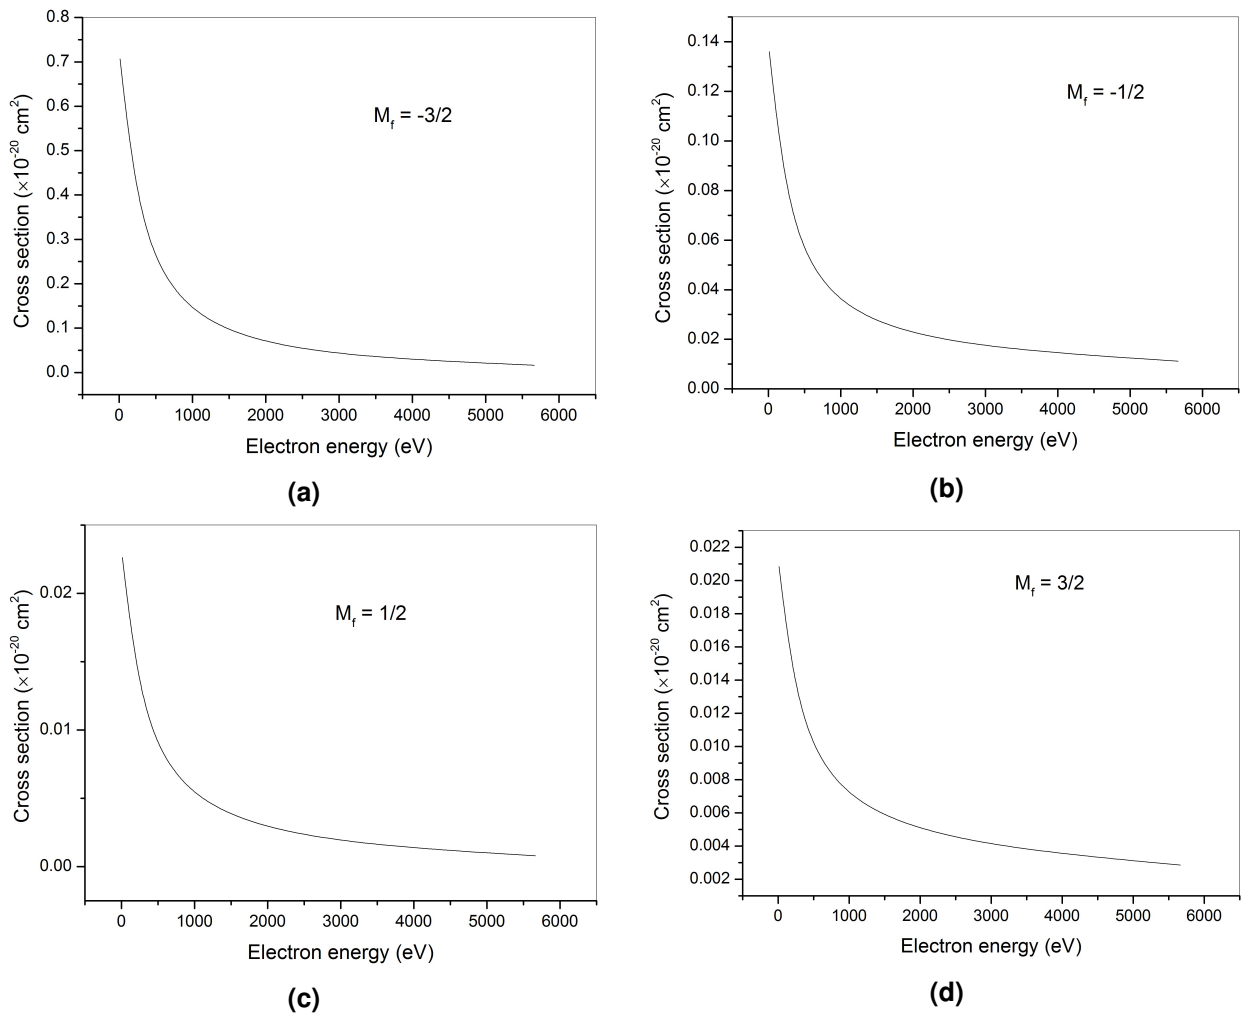 0.8
0.7
0.6
0.5
0.4
0.3
0.2
0.1
0.0
Cross section (×10⁻²⁰ cm²)
M_f = -3/2
0 1000 2000 3000 4000 5000 6000
Electron energy (eV)
(a)
0.14
0.12
0.10
0.08
0.06
0.04
0.02
0.00
Cross section (×10⁻²⁰ cm²)
M_f = -1/2
0 1000 2000 3000 4000 5000 6000
Electron energy (eV)
(b)
0.02
0.01
0.00
Cross section (×10⁻²⁰ cm²)
M_f = 1/2
0 1000 2000 3000 4000 5000 6000
Electron energy (eV)
(c)
0.022
0.020
0.018
0.016
0.014
0.012
0.010
0.008
0.006
0.004
0.002
Cross section (×10⁻²⁰ cm²)
M_f = 3/2
0 1000 2000 3000 4000 5000 6000
Electron energy (eV)
(d)